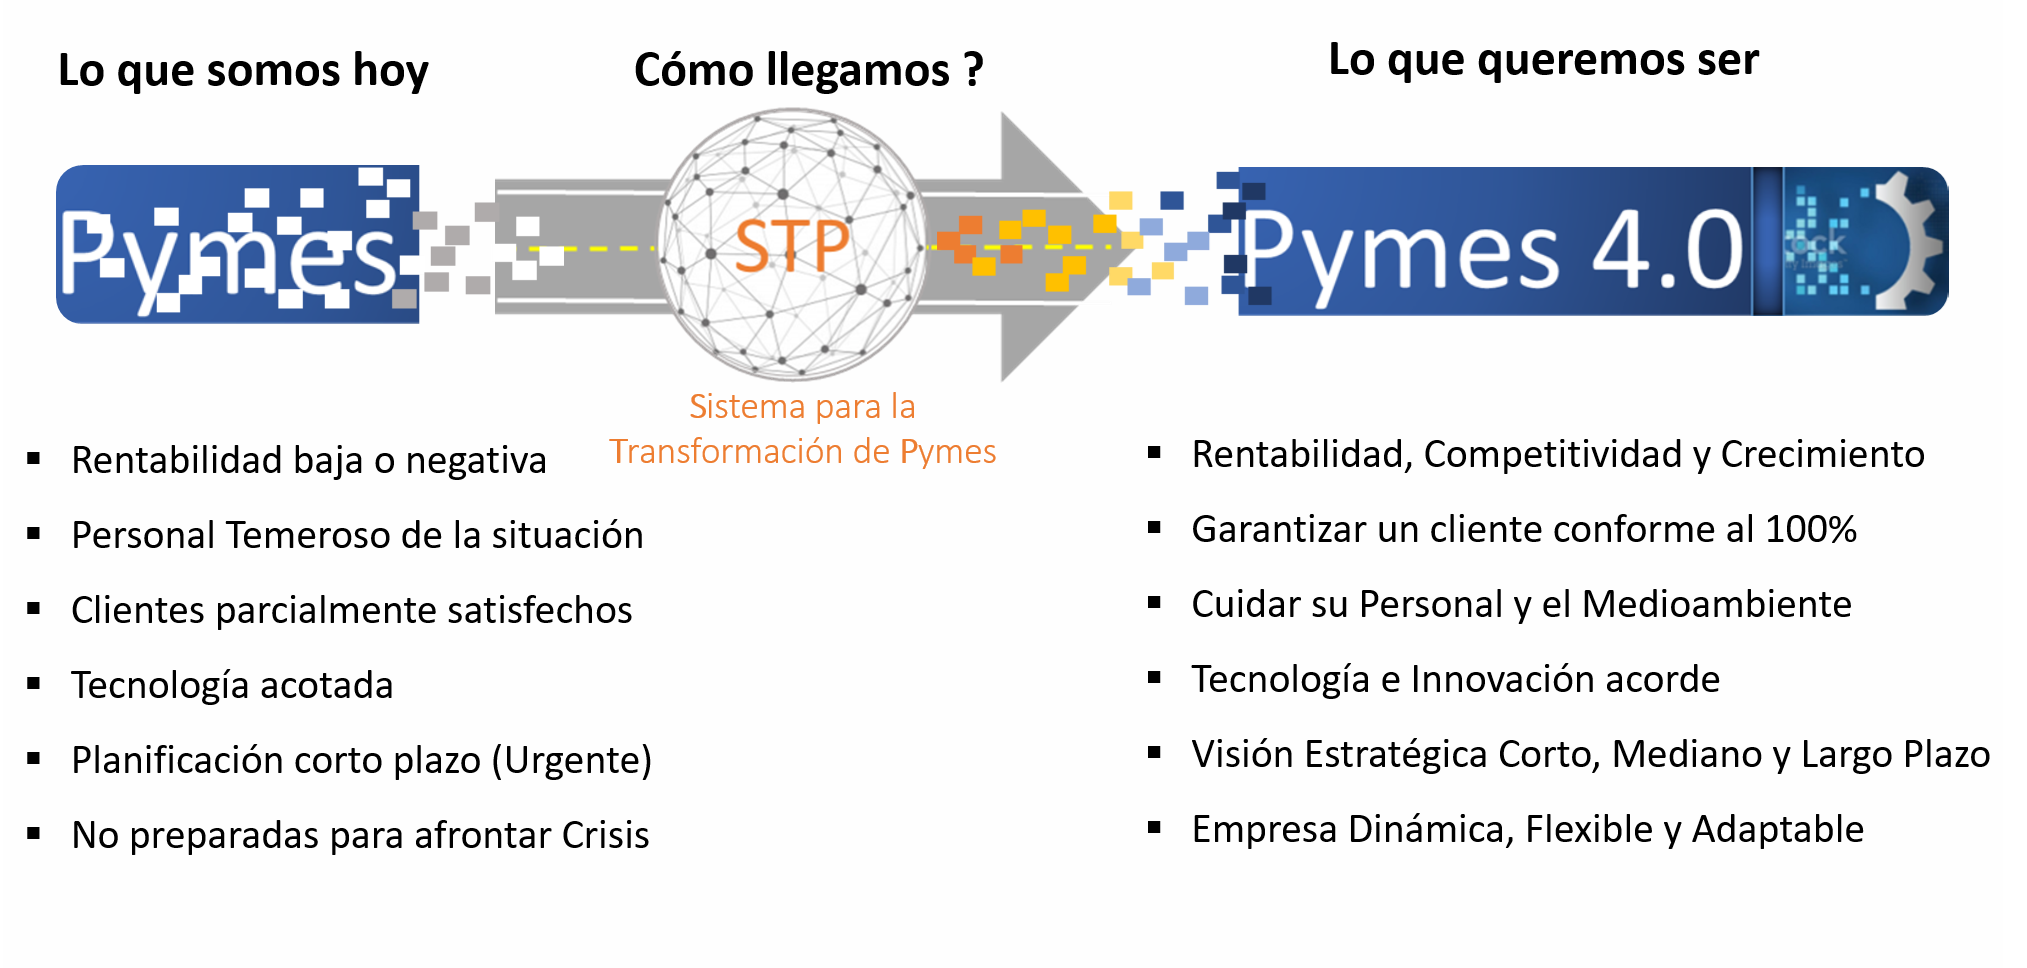 Lo que somos hoy
Cómo llegamos ?
Lo que queremos ser
Pymes
STP
Pymes 4.0
Sistema para la
Transformación de Pymes
Rentabilidad baja o negativa
Personal Temeroso de la situación
Clientes parcialmente satisfechos
Tecnología acotada
Planificación corto plazo (Urgente)
No preparadas para afrontar Crisis
Rentabilidad, Competitividad y Crecimiento
Garantizar un cliente conforme al 100%
Cuidar su Personal y el Medioambiente
Tecnología e Innovación acorde
Visión Estratégica Corto, Mediano y Largo Plazo
Empresa Dinámica, Flexible y Adaptable